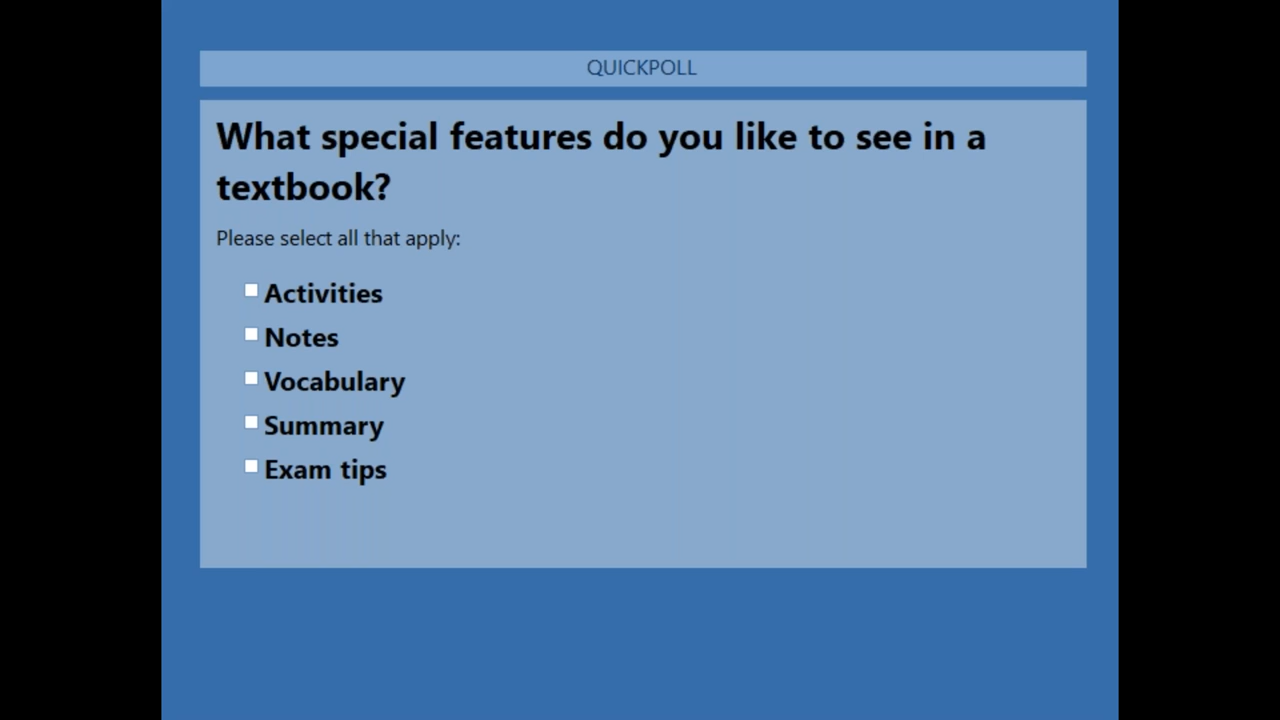 QUICKPOLL
What special features do you like to see in a
textbook?
Please select all that apply:
Activities
Notes
Vocabulary
Summary
Exam tips